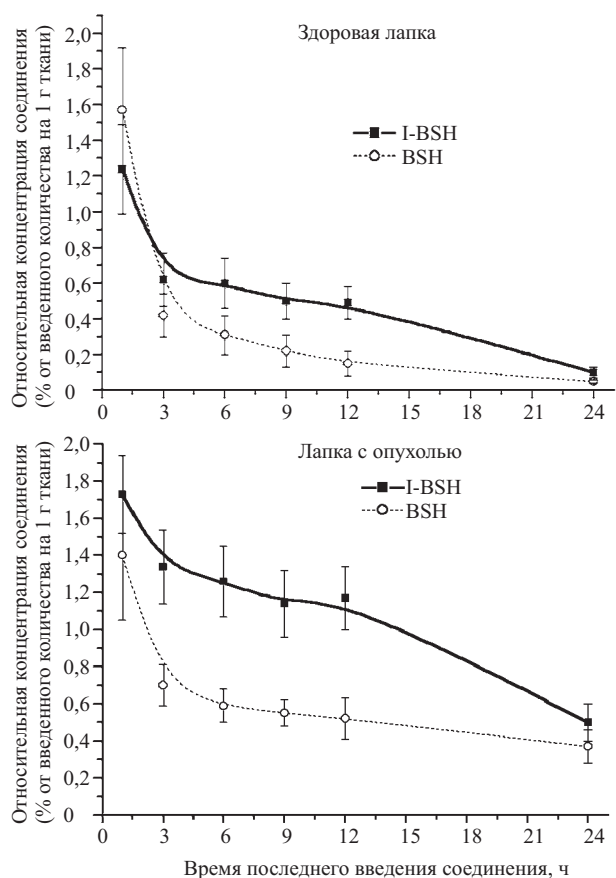 Относительная концентрация соединения
(% от введенного количества на 1 г ткани)
2,0
1,6
1,2
1,0
0,8
0,6
0,4
0,2
0
Здоровая лапка
I-BSH
BSH
0 3 6 9 12 15 18 21 24
Относительная концентрация соединения
(% от введенного количества на 1 г ткани)
2,0
1,8
1,6
1,4
1,2
1,0
0,8
0,6
0,4
0,2
0
Лапка с опухолью
I-BSH
BSH
0 3 6 9 12 15 18 21 24
Время последнего введения соединения, ч